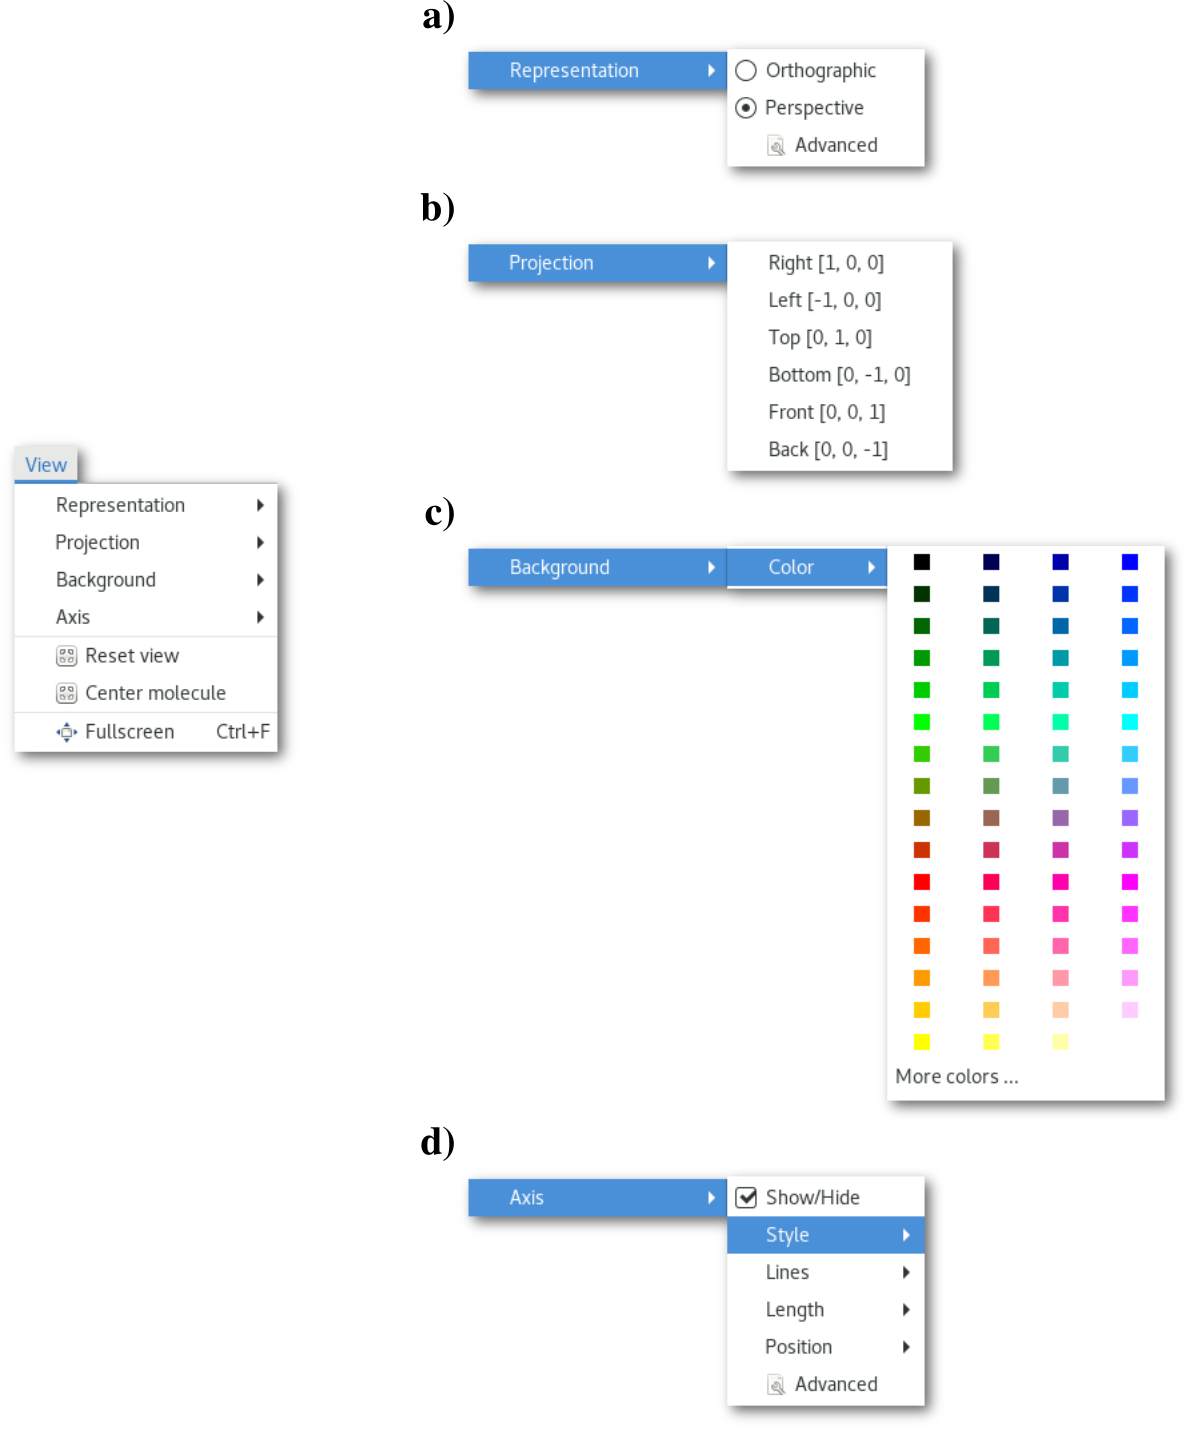 a)
Representation
Orthographic
Perspective
Advanced
b)
Projection
Right [1, 0, 0]
Left [-1, 0, 0]
Top [0, 1, 0]
Bottom [0, -1, 0]
Front [0, 0, 1]
Back [0, 0, -1]
View
Representation
Projection
Background
Axis
Reset view
Center molecule
Fullscreen Ctrl+F
c)
Background Color
More colors ...
d)
Axis
Show/Hide
Style
Lines
Length
Position
Advanced